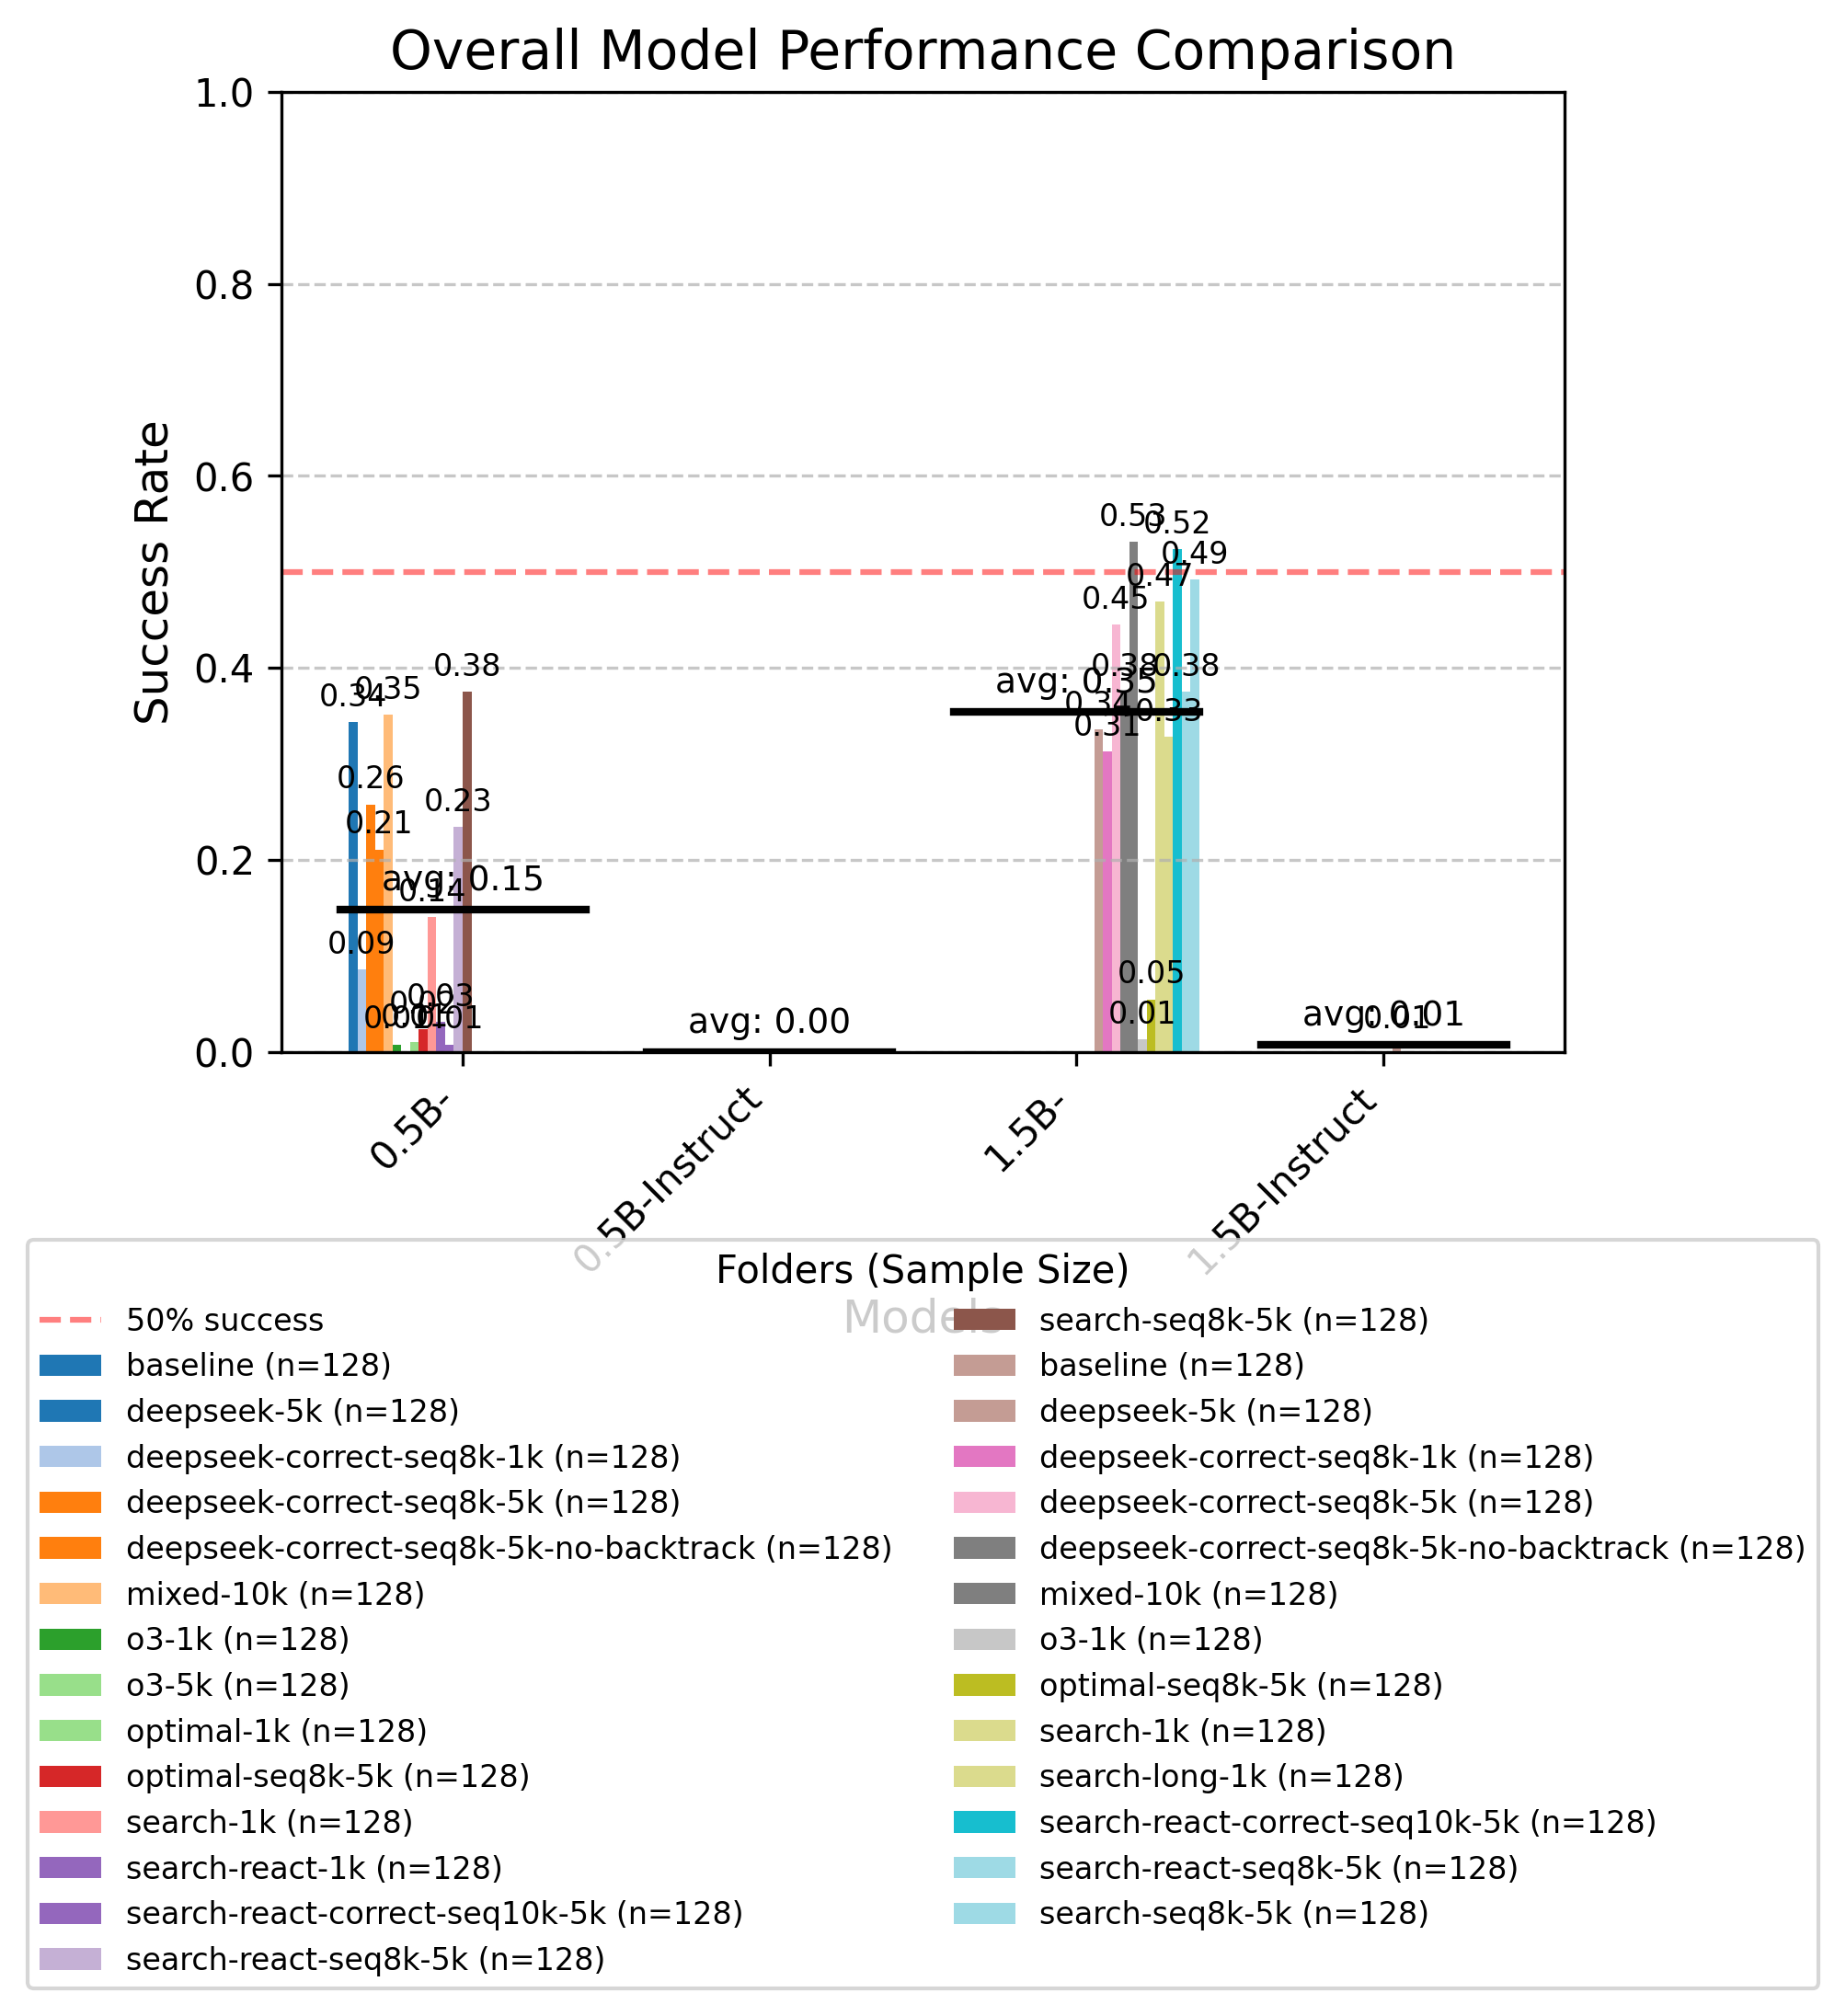 Overall Model Performance Comparison
1.0
0.8
0.6
0.4
0.2
0.0
Success Rate
0.34
0.09
0.26
0.21
0.35
0.01
0.01
0.02
0.14
0.03
0.01
0.23
0.38
avg: 0.15
avg: 0.00
0.34
0.31
0.45
0.38
0.53
0.01
0.05
0.47
0.33
0.52
0.38
0.49
avg: 0.35
0.01
avg: 0.01
0.5B-
0.5B-Instruct
1.5B-
1.5B-Instruct
Models
Folders (Sample Size)
50% success
baseline (n=128)
deepseek-5k (n=128)
deepseek-correct-seq8k-1k (n=128)
deepseek-correct-seq8k-5k (n=128)
deepseek-correct-seq8k-5k-no-backtrack (n=128)
mixed-10k (n=128)
o3-1k (n=128)
o3-5k (n=128)
optimal-1k (n=128)
optimal-seq8k-5k (n=128)
search-1k (n=128)
search-react-1k (n=128)
search-react-correct-seq10k-5k (n=128)
search-react-seq8k-5k (n=128)
search-seq8k-5k (n=128)
baseline (n=128)
deepseek-5k (n=128)
deepseek-correct-seq8k-1k (n=128)
deepseek-correct-seq8k-5k (n=128)
deepseek-correct-seq8k-5k-no-backtrack (n=128)
mixed-10k (n=128)
o3-1k (n=128)
optimal-seq8k-5k (n=128)
search-1k (n=128)
search-long-1k (n=128)
search-react-correct-seq10k-5k (n=128)
search-react-seq8k-5k (n=128)
search-seq8k-5k (n=128)